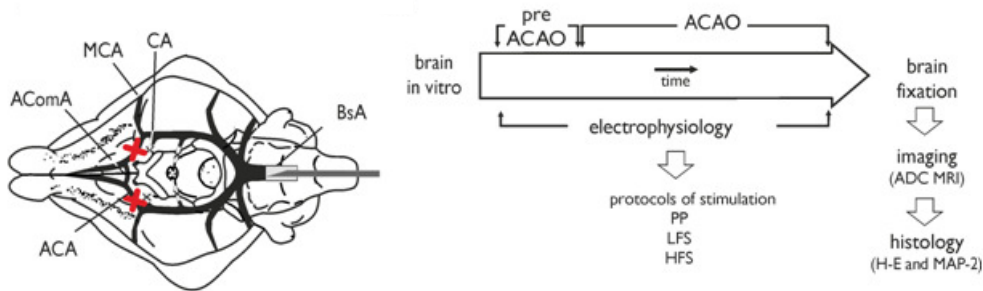 MCA
CA
AComA
BsA
ACA
pre
ACAO
ACAO
brain
in vitro
time
electrophysiology
protocols of stimulation
PP
LFS
HFS
brain
fixation
imaging
(ADC MRI)
histology
(H-E and MAP-2)